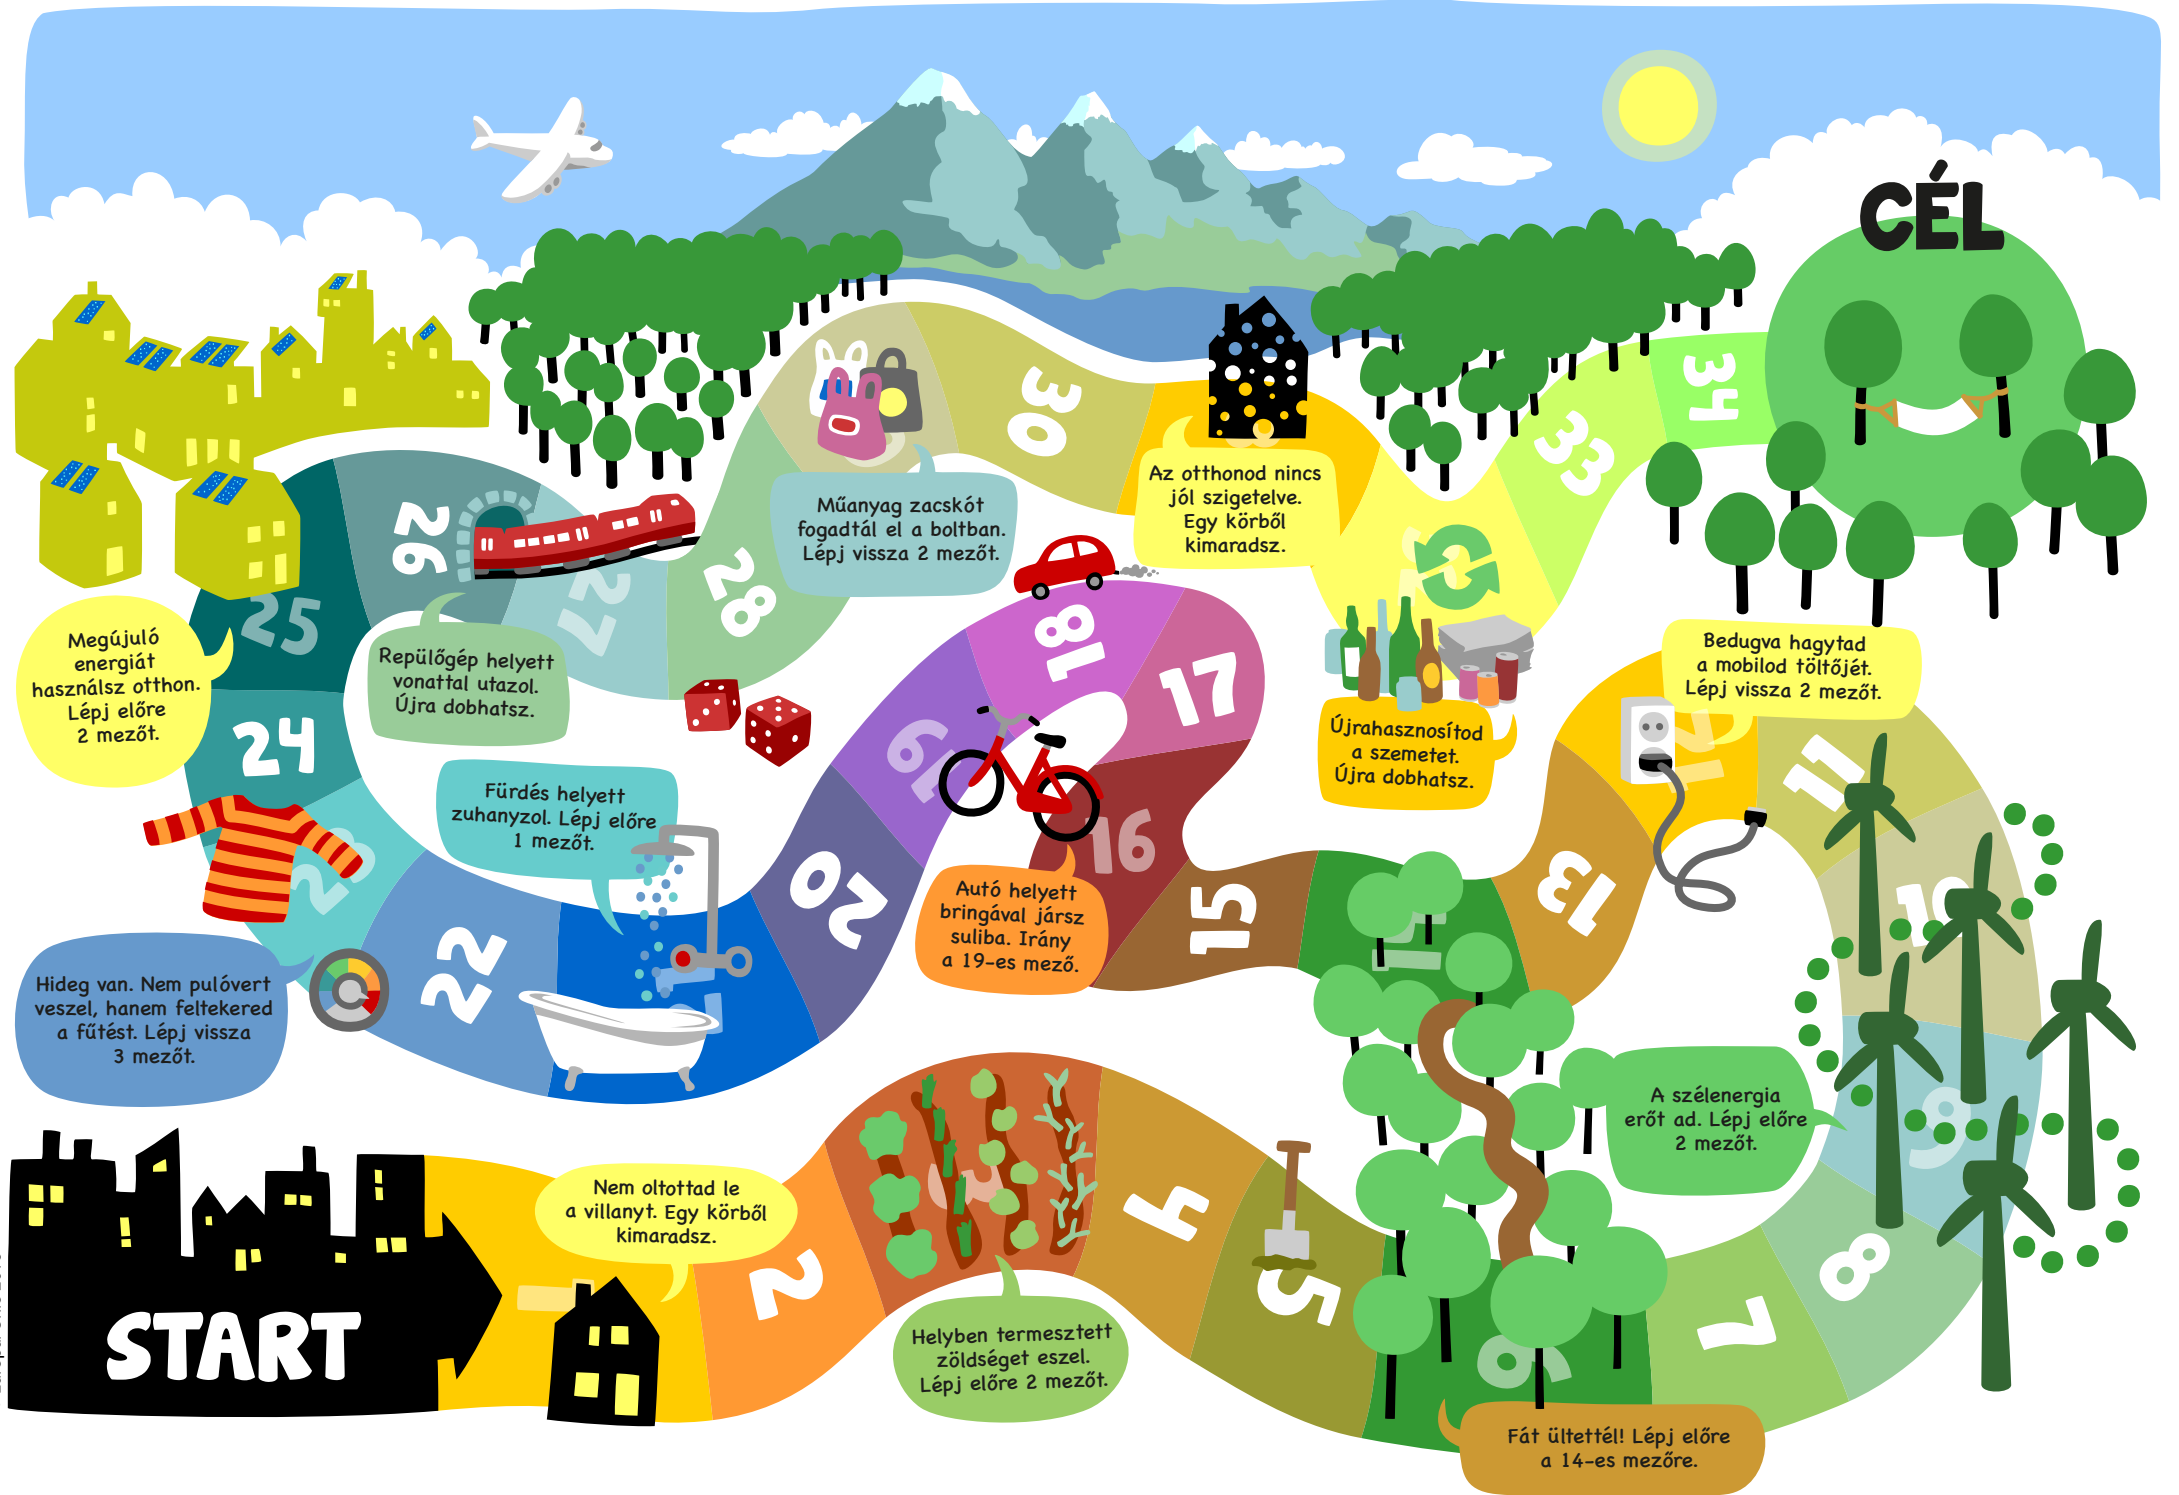 CÉL
34
33
30
Az otthonod nincs
jól szigetelve.
Egy körből
kimaradsz.
Műanyag zacskót
fogadtál el a boltban.
Lépj vissza 2 mezőt.
28
27
26
25
Megújuló
energiát
használsz otthon.
Lépj előre
2 mezőt.
Repülőgép helyett
vonattal utazol.
Újra dobhatsz.
24
23
22
Hideg van. Nem pulóvert
veszel, hanem feltekered
a fűtést. Lépj vissza
3 mezőt.
Fürdés helyett
zuhanyzol. Lépj előre
1 mezőt.
20
19
18
17
16
15
Autó helyett
bringával jársz
suliba. Irány
a 19-es mező.
Újrahasznosítod
a szemetet.
Újra dobhatsz.
Bedugva hagytad
a mobilod töltőjét.
Lépj vissza 2 mezőt.
13
11
10
9
8
7
A szélenergia
erőt ad. Lépj előre
2 mezőt.
START
Nem oltottad le
a villanyt. Egy körből
kimaradsz.
2
4
5
6
Helyben termesztett
zöldséget eszel.
Lépj előre 2 mezőt.
Fát ültettél! Lépj előre
a 14-es mezőre.